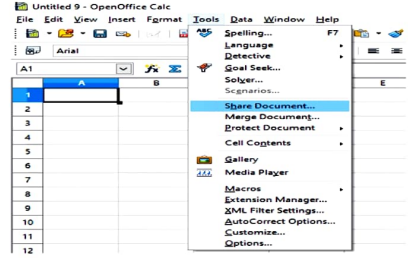 Untitled 9 - OpenOffice Calc
File Edit View Insert Format Tools Data Window Help
Arial
A1
A B E
1
2
3
4
5
6
7
8
9
10
11
12
Spelling... F7
Language
Detective
Goal Seek...
Solver...
Scenarios...
Share Document...
Merge Document...
Protect Document
Cell Contents
Gallery
Media Player
Macros
Extension Manager...
XML Filter Settings...
AutoCorrect Options...
Customize...
Options...